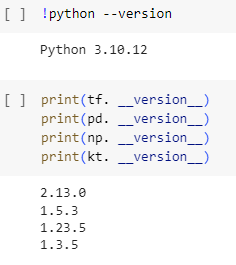 [ ] !python --version
Python 3.10.12
[ ] print(tf. __version__)
print(pd. __version__)
print(np. __version__)
print(kt. __version__)
2.13.0
1.5.3
1.23.5
1.3.5